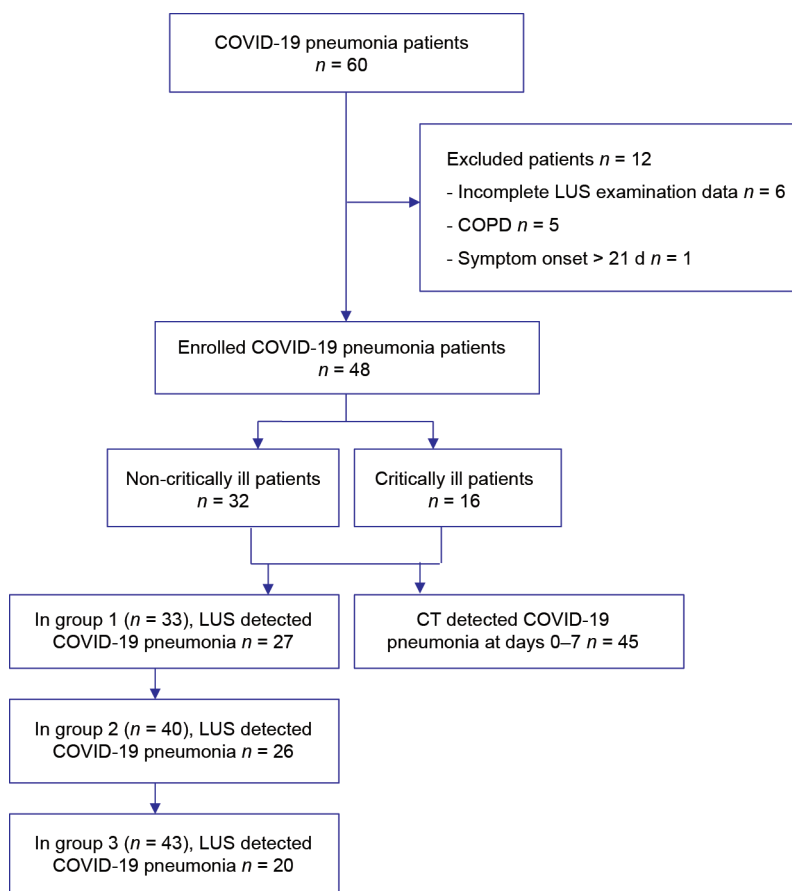 COVID-19 pneumonia patients
n = 60
Excluded patients n = 12
- Incomplete LUS examination data n = 6
- COPD n = 5
- Symptom onset > 21 d n = 1
Enrolled COVID-19 pneumonia patients
n = 48
Non-critically ill patients
n = 32
Critically ill patients
n = 16
In group 1 (n = 33), LUS detected
COVID-19 pneumonia n = 27
CT detected COVID-19
pneumonia at days 0–7 n = 45
In group 2 (n = 40), LUS detected
COVID-19 pneumonia n = 26
In group 3 (n = 43), LUS detected
COVID-19 pneumonia n = 20